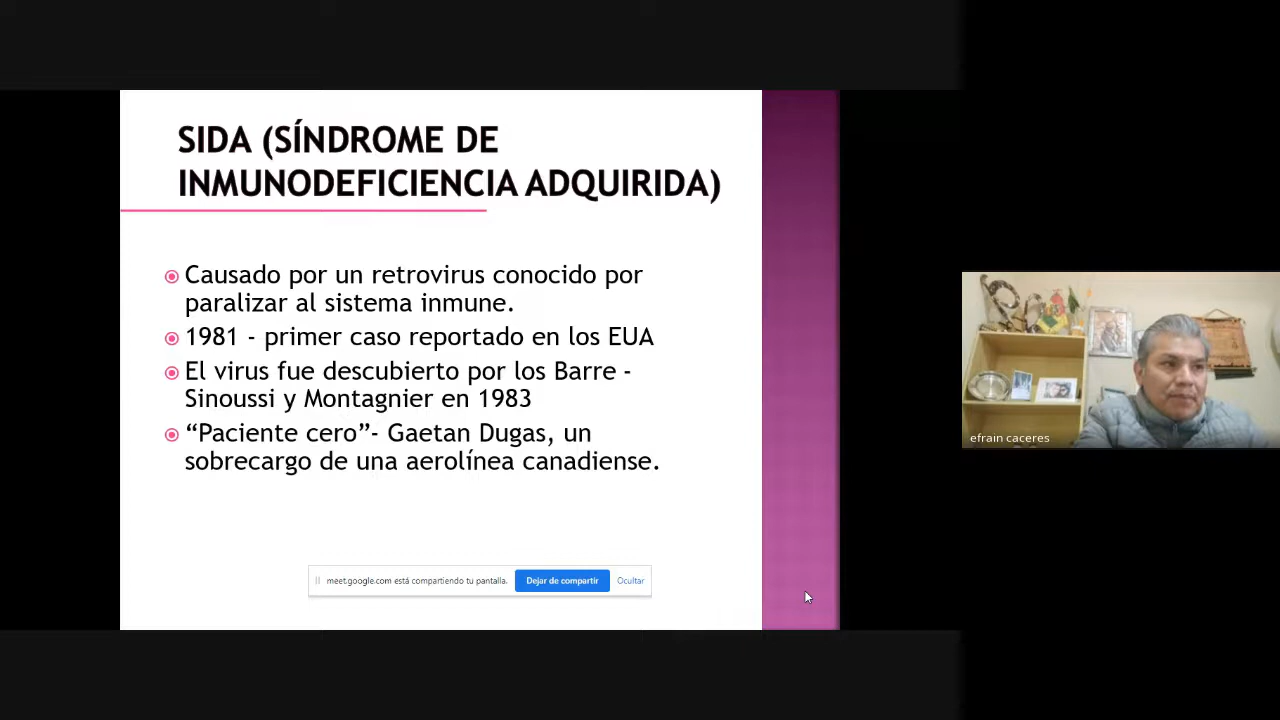 SIDA (SÍNDROME DE
INMUNODEFICIENCIA ADQUIRIDA)
Causado por un retrovirus conocido por
paralizar al sistema inmune.
1981 - primer caso reportado en los EUA
El virus fue descubierto por los Barre -
Sinoussi y Montagnier en 1983
“Paciente cero”- Gaetan Dugas, un
sobrecargo de una aerolínea canadiense.
meet.google.com está compartiendo tu pantalla.
Dejar de compartir
Ocultar
efrain caceres